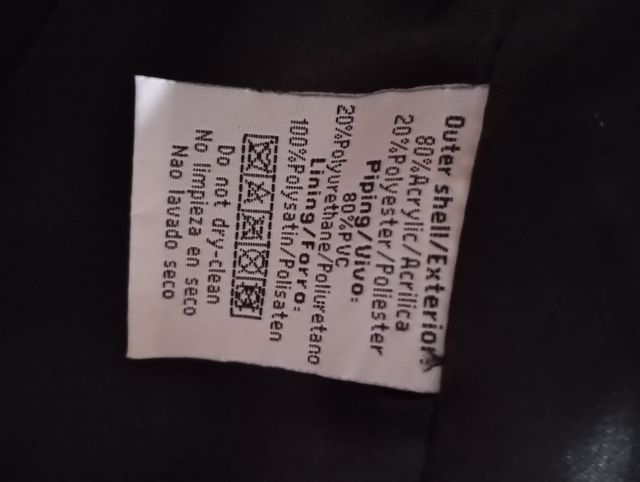 Outer shell/Exterior:
80%Acrylic/Acrilica
20%Polyester/Poliester
Piping/Vivo:
80%PVC
20%Polyurethane/Poliuretano
Lining/Forro:
100%Polysatin/Polisaten
Do not dry-clean
No limpieza en seco
Nao lavado seco